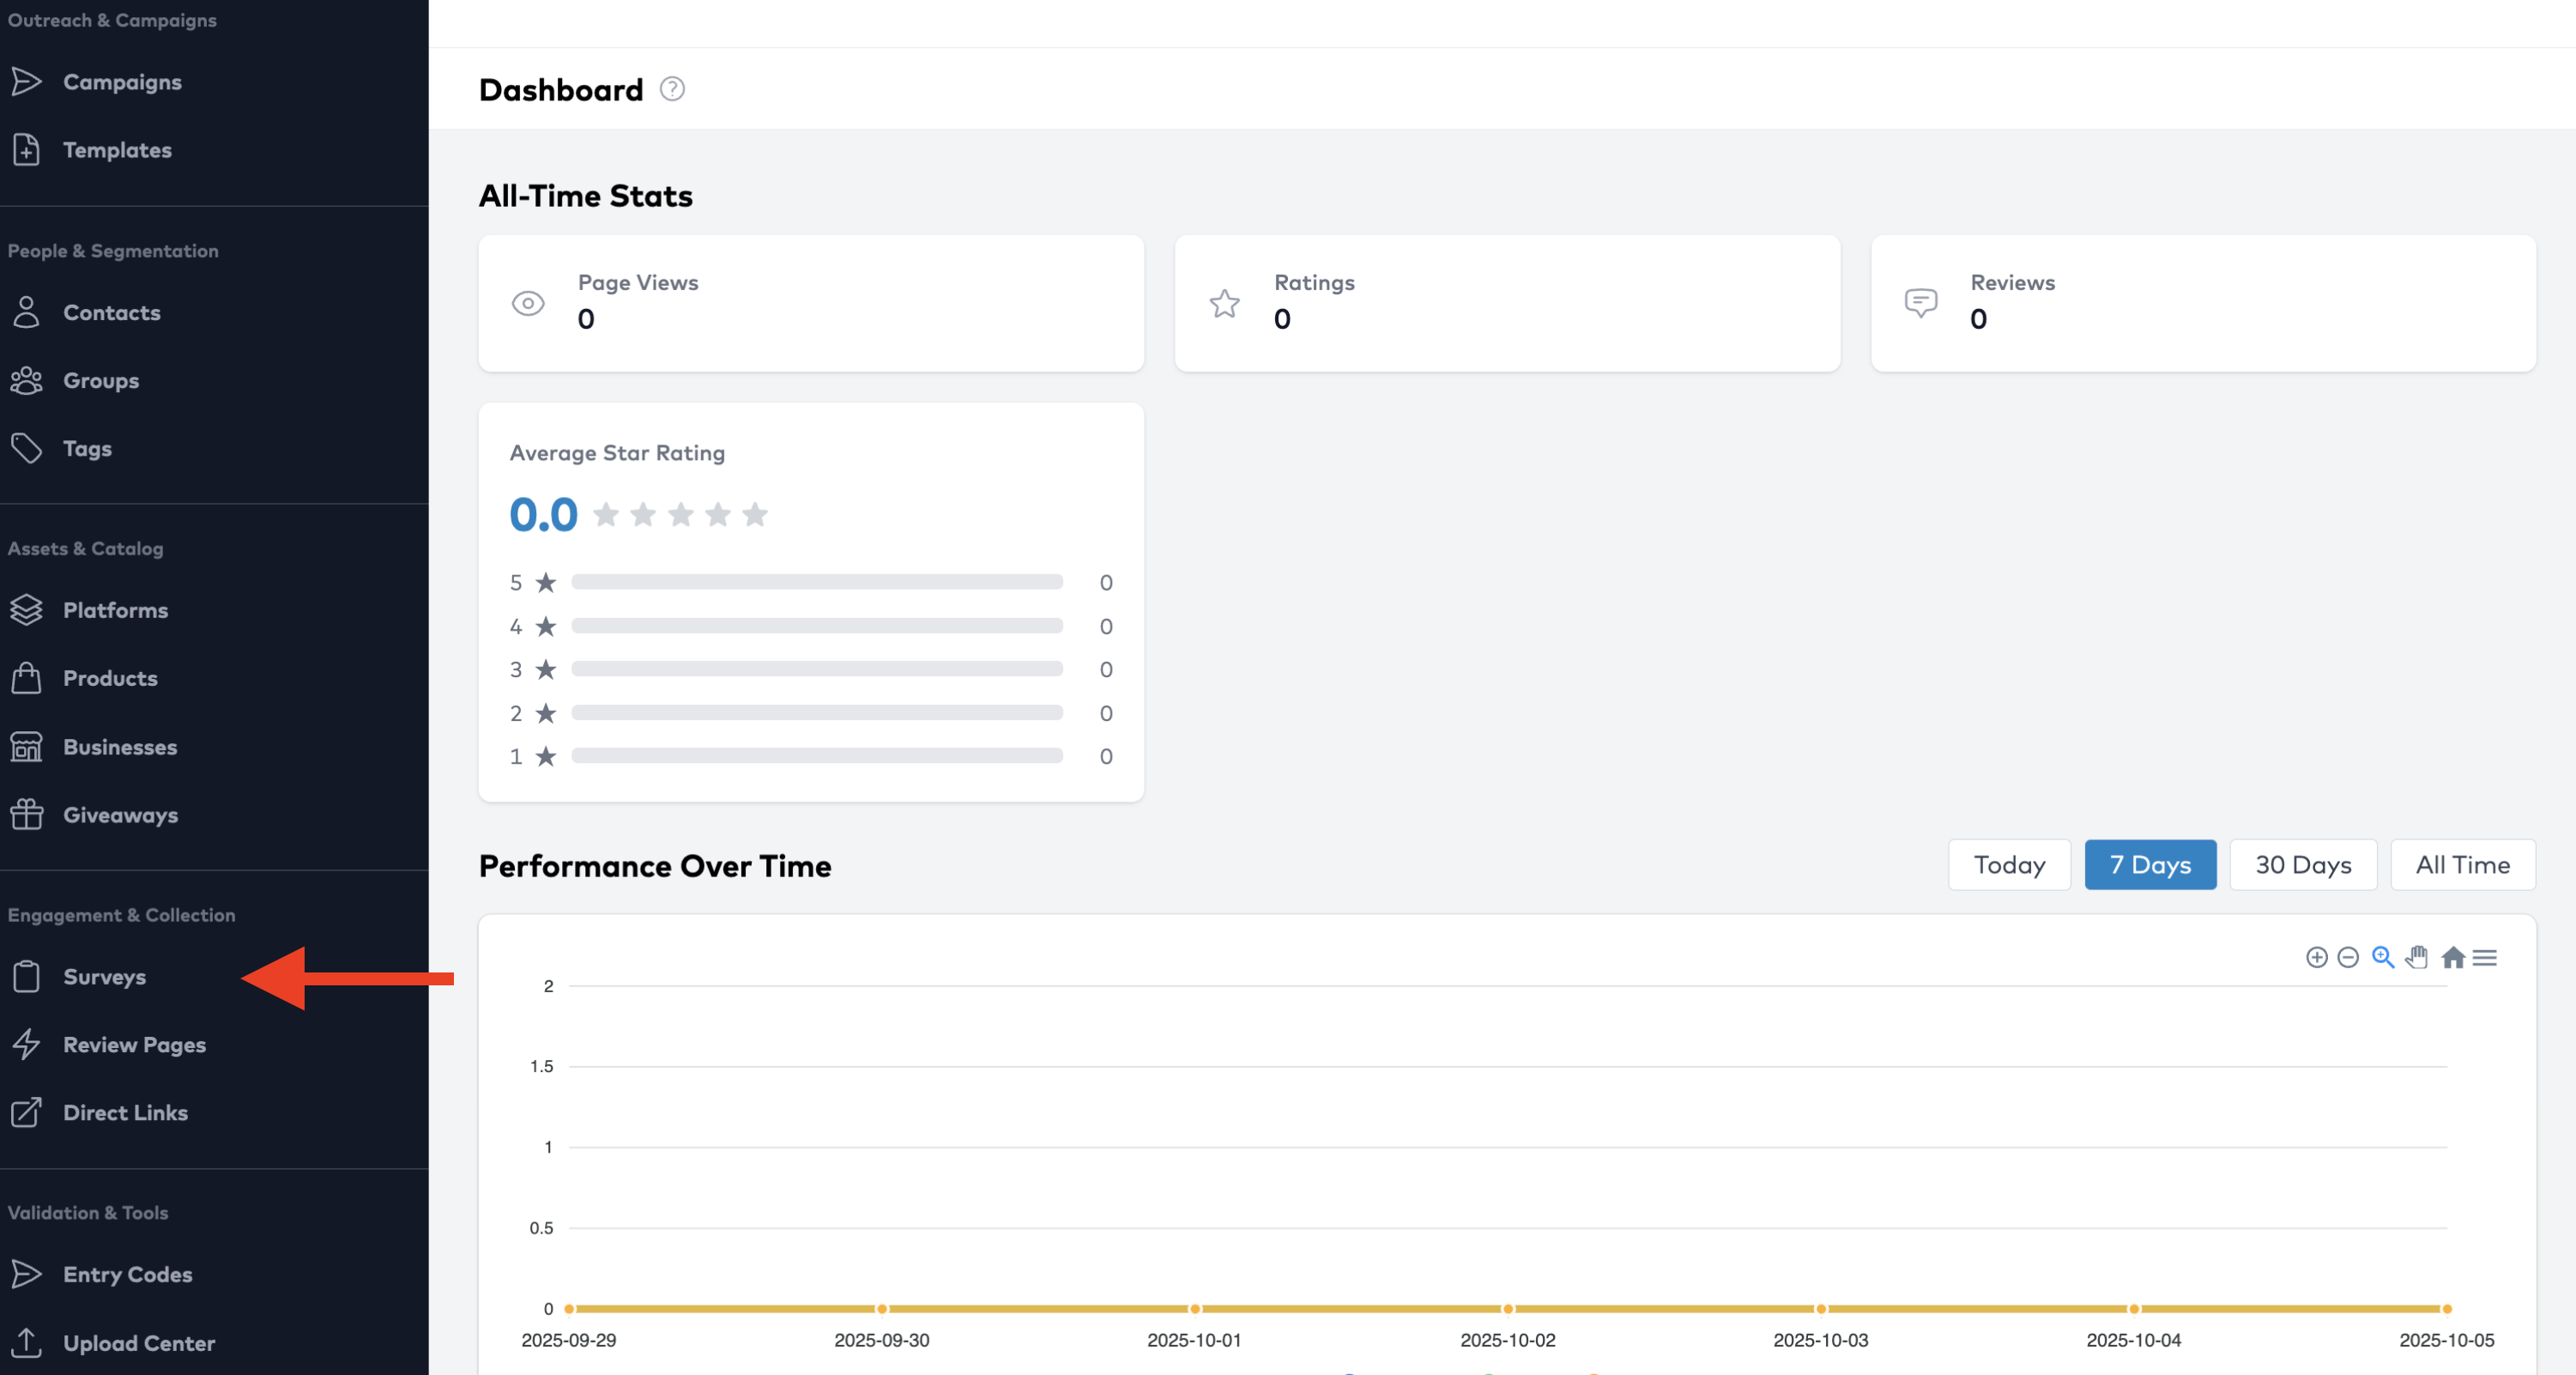 Outreach & Campaigns
Campaigns
Templates
People & Segmentation
Contacts
Groups
Tags
Assets & Catalog
Platforms
Products
Businesses
Giveaways
Engagement & Collection
Surveys
Review Pages
Direct Links
Validation & Tools
Entry Codes
Upload Center
Dashboard ?
All-Time Stats
Page Views
0
Ratings
0
Reviews
0
Average Star Rating
0.0
5 ★ 0
4 ★ 0
3 ★ 0
2 ★ 0
1 ★ 0
Performance Over Time
Today 7 Days 30 Days All Time
2
1.5
1
0.5
0
2025-09-29 2025-09-30 2025-10-01 2025-10-02 2025-10-03 2025-10-04 2025-10-05